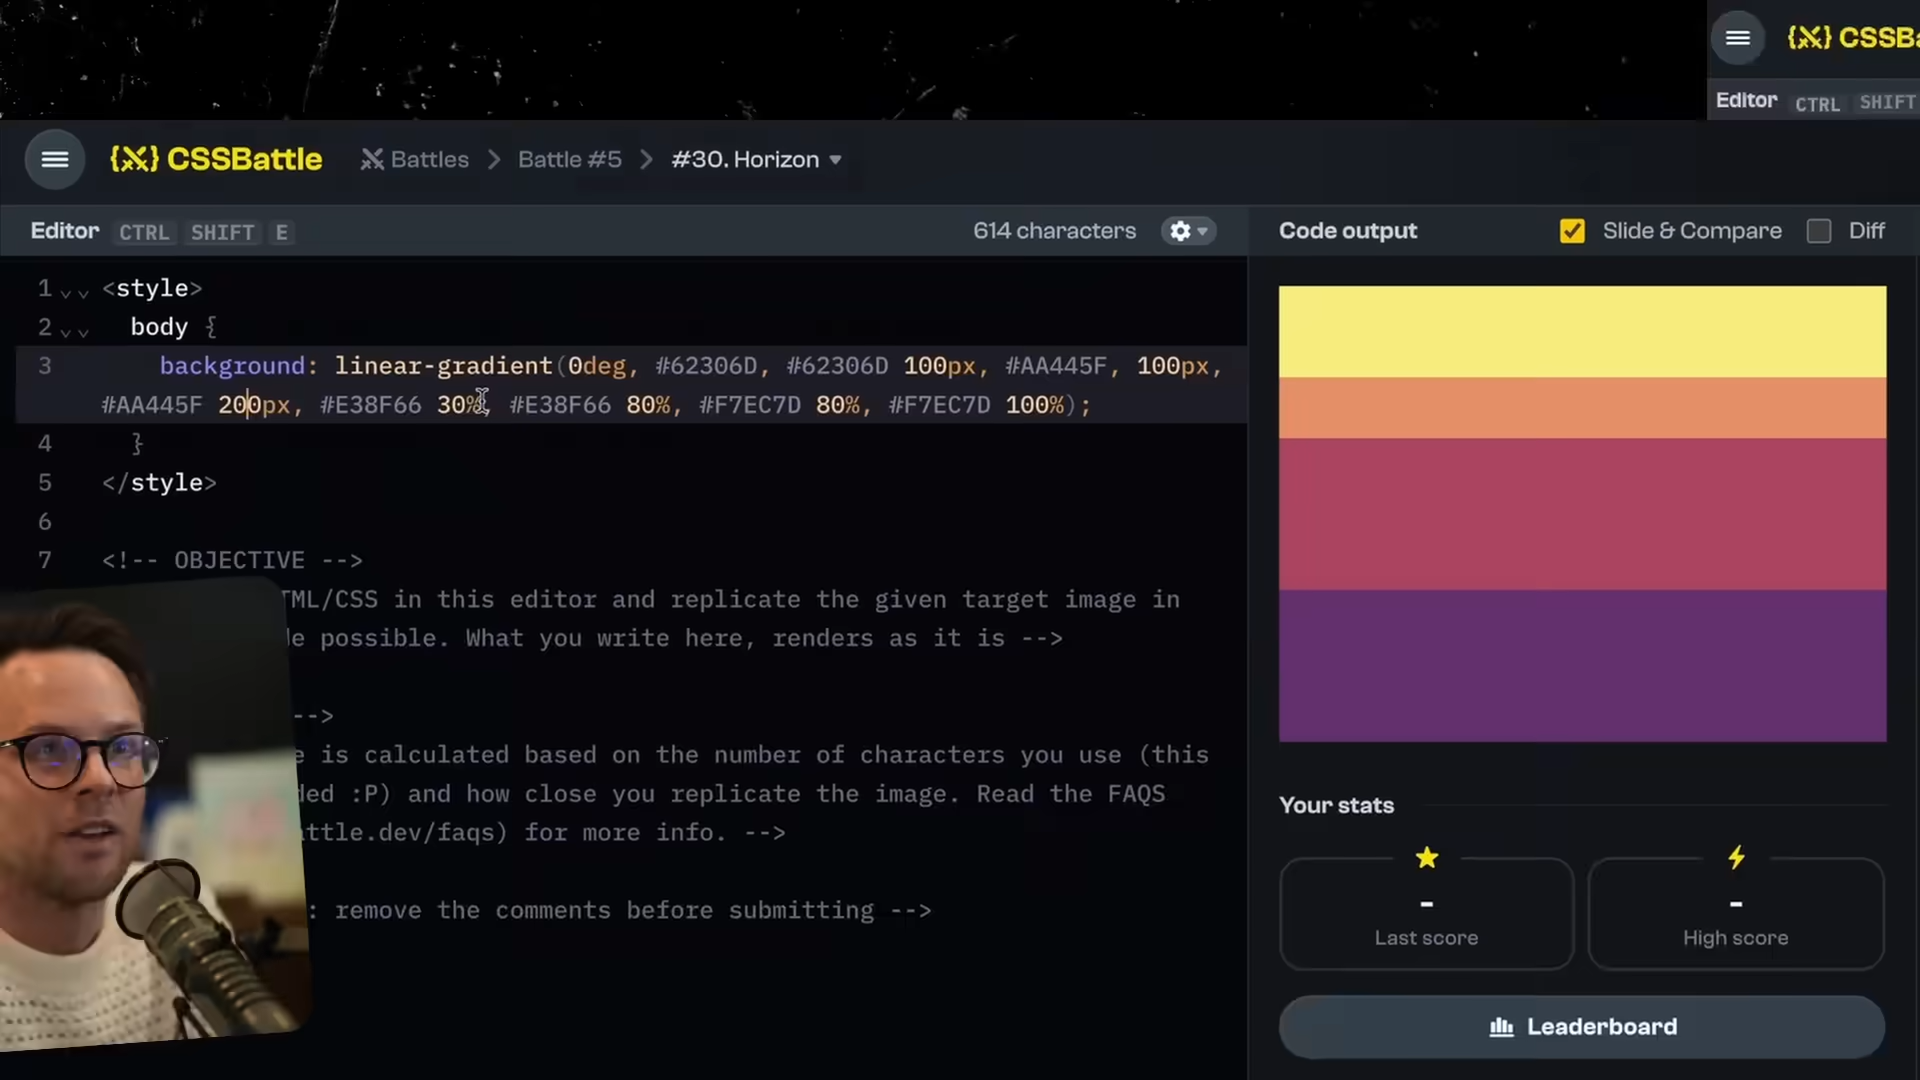 CSSBa
Editor CTRL SHIFT
CSSBattle Battles > Battle #5 > #30. Horizon
Editor CTRL SHIFT E 614 characters
Code output Slide & Compare Diff
1 <style>
2 body {
3 background: linear-gradient(0deg, #62306D, #62306D 100px, #AA445F, 100px,
#AA445F 200px, #E38F66 30%, #E38F66 80%, #F7EC7D 80%, #F7EC7D 100%);
4 }
5 </style>
6
7 <!-- OBJECTIVE -->
TML/CSS in this editor and replicate the given target image in
e possible. What you write here, renders as it is -->
-->
e is calculated based on the number of characters you use (this
ded :P) and how close you replicate the image. Read the FAQS
attle.dev/faqs) for more info. -->
: remove the comments before submitting -->
Your stats
-
Last score
-
High score
Leaderboard